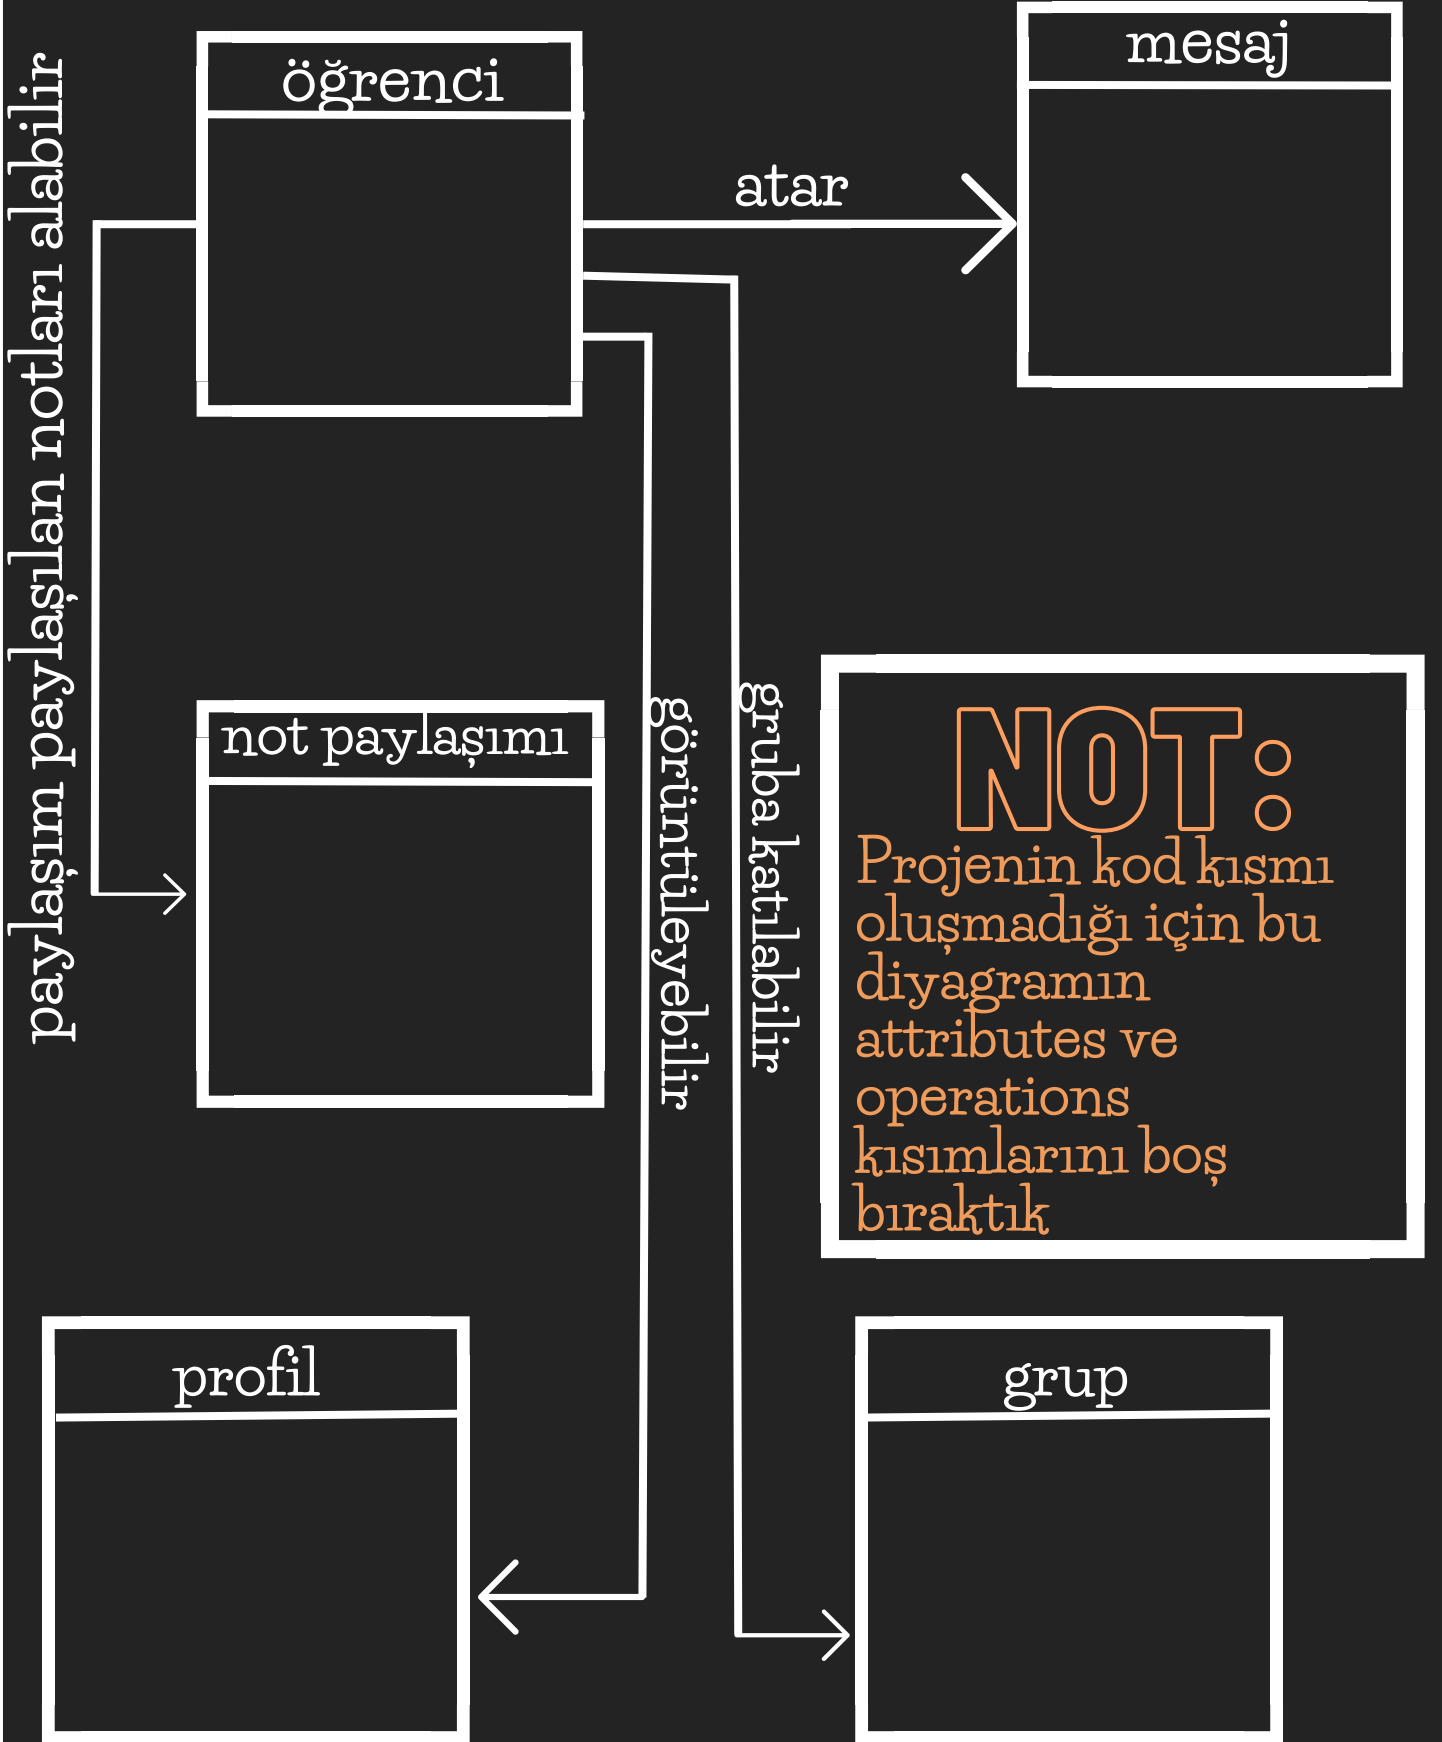 öğrenci
mesaj
atar
paylaşım paylaşılan notları alabilir
not paylaşımı
görüntüleyebilir
gruba katılabilir
NOT:
Projenin kod kısmı
oluşmadığı için bu
diyagramın
attributes ve
operations
kısımlarını boş
bıraktık
profil
grup